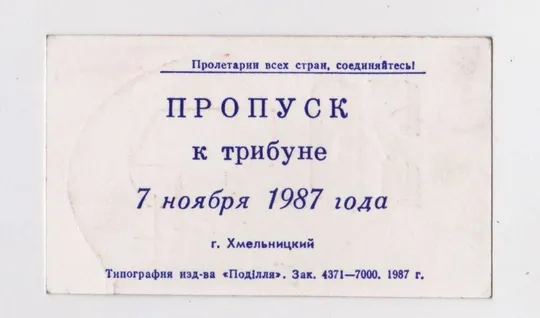 Пролетарии всех стран, соединяйтесь!
ПРОПУСК
к трибуне
7 ноября 1987 года
г. Хмельницкий
Типография изд-ва «Поділля». Зак. 4371—7000. 1987 г.